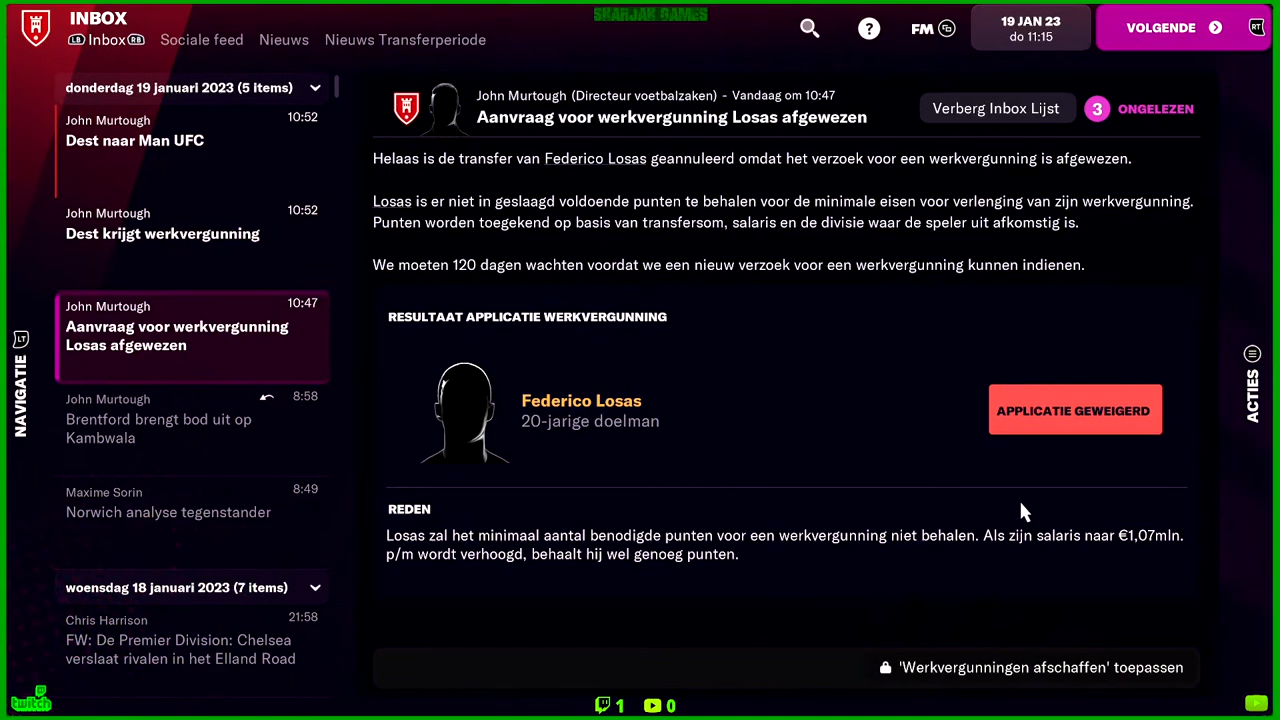 SKARJAK GAMES
INBOX
LB Inbox RB Sociale feed Nieuws Nieuws Transferperiode
? FM 19 JAN 23
do 11:15
VOLGENDE RT
donderdag 19 januari 2023 (5 items)
John Murtough 10:52
Dest naar Man UFC
John Murtough 10:52
Dest krijgt werkvergunning
John Murtough 10:47
Aanvraag voor werkvergunning
Losas afgewezen
John Murtough 8:58
Brentford brengt bod uit op
Kambwala
Maxime Sorin 8:49
Norwich analyse tegenstander
woensdag 18 januari 2023 (7 items)
Chris Harrison 21:58
FW: De Premier Division: Chelsea
verslaat rivalen in het Elland Road
LT
NAVIGATIE
John Murtough (Directeur voetbalzaken) - Vandaag om 10:47
Aanvraag voor werkvergunning Losas afgewezen
Verberg Inbox Lijst 3 ONGELEZEN
Helaas is de transfer van Federico Losas geannuleerd omdat het verzoek voor een werkvergunning is afgewezen.
Losas is er niet in geslaagd voldoende punten te behalen voor de minimale eisen voor verlenging van zijn werkvergunning.
Punten worden toegekend op basis van transfersom, salaris en de divisie waar de speler uit afkomstig is.
We moeten 120 dagen wachten voordat we een nieuw verzoek voor een werkvergunning kunnen indienen.
RESULTAAT APPLICATIE WERKVERGUNNING
Federico Losas
20-jarige doelman
APPLICATIE GEWEIGERD
REDEN
Losas zal het minimaal aantal benodigde punten voor een werkvergunning niet behalen. Als zijn salaris naar €1,07mln.
p/m wordt verhoogd, behaalt hij wel genoeg punten.
'Werkvergunningen afschaffen' toepassen
ACTIES
twitch
1 0